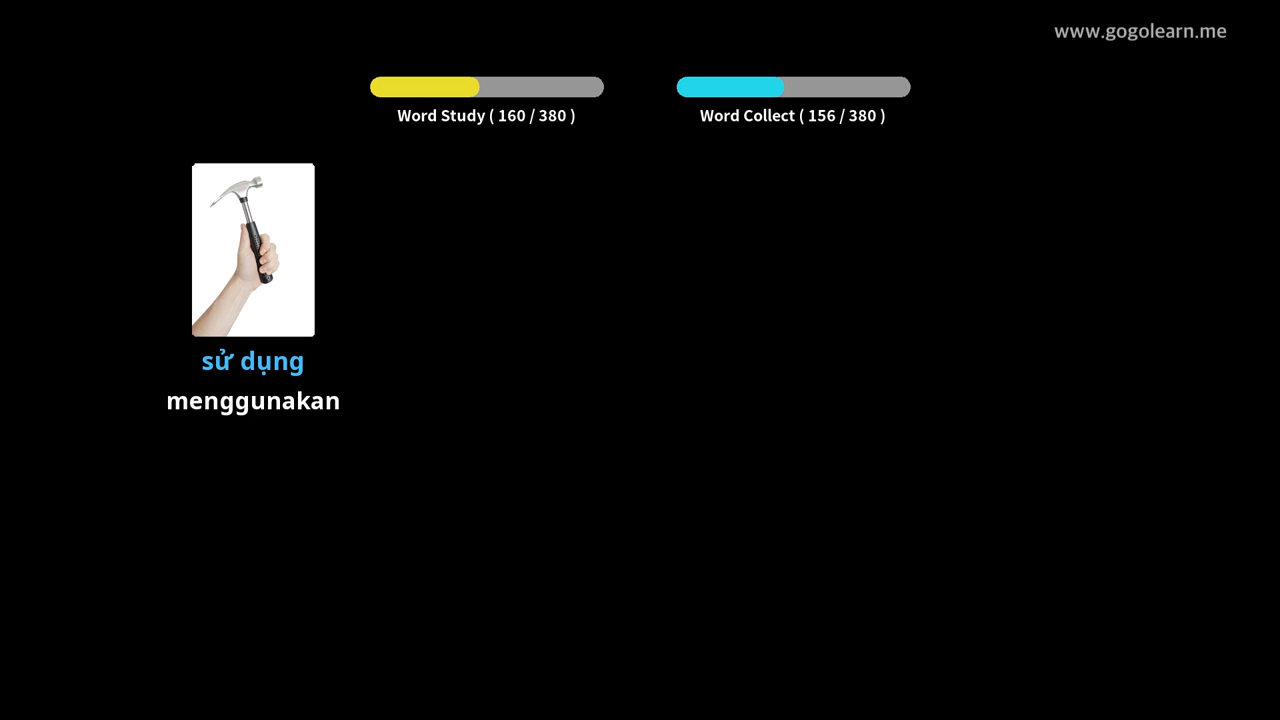 www.gogolearn.me
Word Study ( 160 / 380 )
Word Collect ( 156 / 380 )
sử dụng
menggunakan